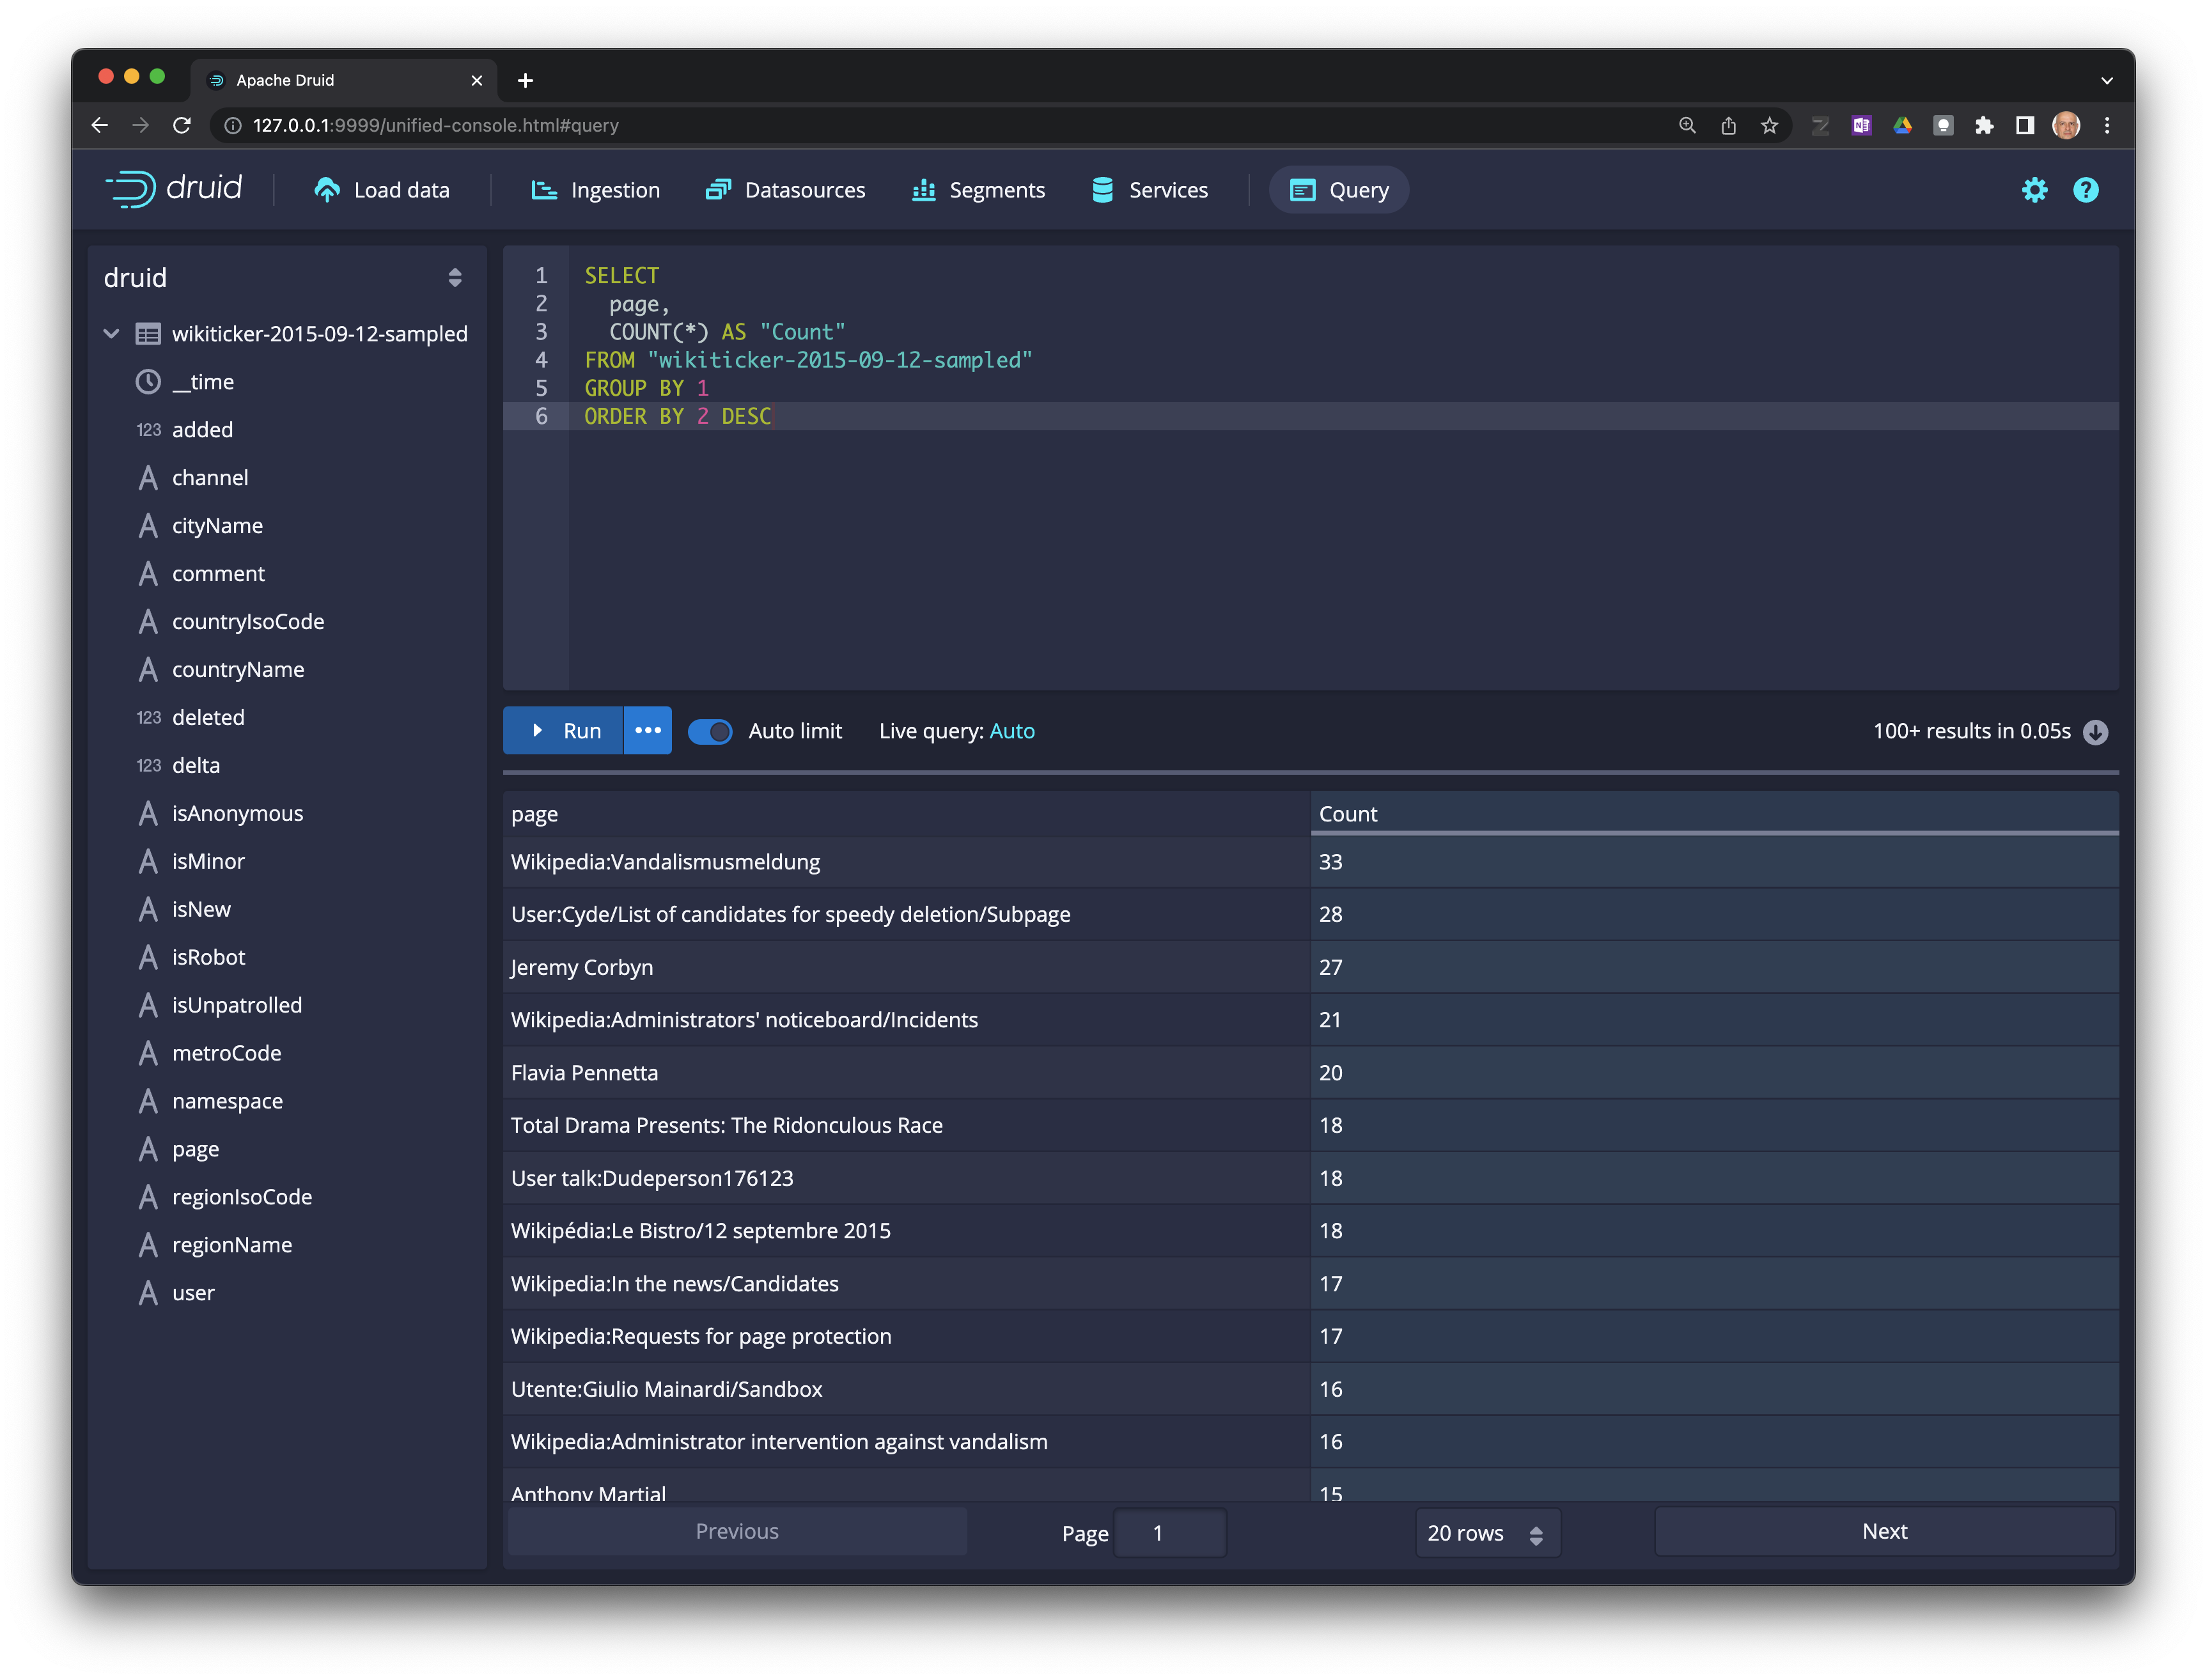 Apache Druid
127.0.0.1:9999/unified-console.html#query
druid
Load data
Ingestion
Datasources
Segments
Services
Query
druid
wikiticker-2015-09-12-sampled
__time
123 added
A channel
A cityName
A comment
A countryIsoCode
A countryName
123 deleted
123 delta
A isAnonymous
A isMinor
A isNew
A isRobot
A isUnpatrolled
A metroCode
A namespace
A page
A regionIsoCode
A regionName
A user
1 SELECT
2 page,
3 COUNT(*) AS "Count"
4 FROM "wikiticker-2015-09-12-sampled"
5 GROUP BY 1
6 ORDER BY 2 DESC
Run
Auto limit
Live query: Auto
100+ results in 0.05s
page Count
Wikipedia:Vandalismusmeldung 33
User:Cyde/List of candidates for speedy deletion/Subpage 28
Jeremy Corbyn 27
Wikipedia:Administrators' noticeboard/Incidents 21
Flavia Pennetta 20
Total Drama Presents: The Ridonculous Race 18
User talk:Dudeperson176123 18
Wikipédia:Le Bistro/12 septembre 2015 18
Wikipedia:In the news/Candidates 17
Wikipedia:Requests for page protection 17
Utente:Giulio Mainardi/Sandbox 16
Wikipedia:Administrator intervention against vandalism 16
Anthony Martial 15
Previous
Page 1
20 rows
Next